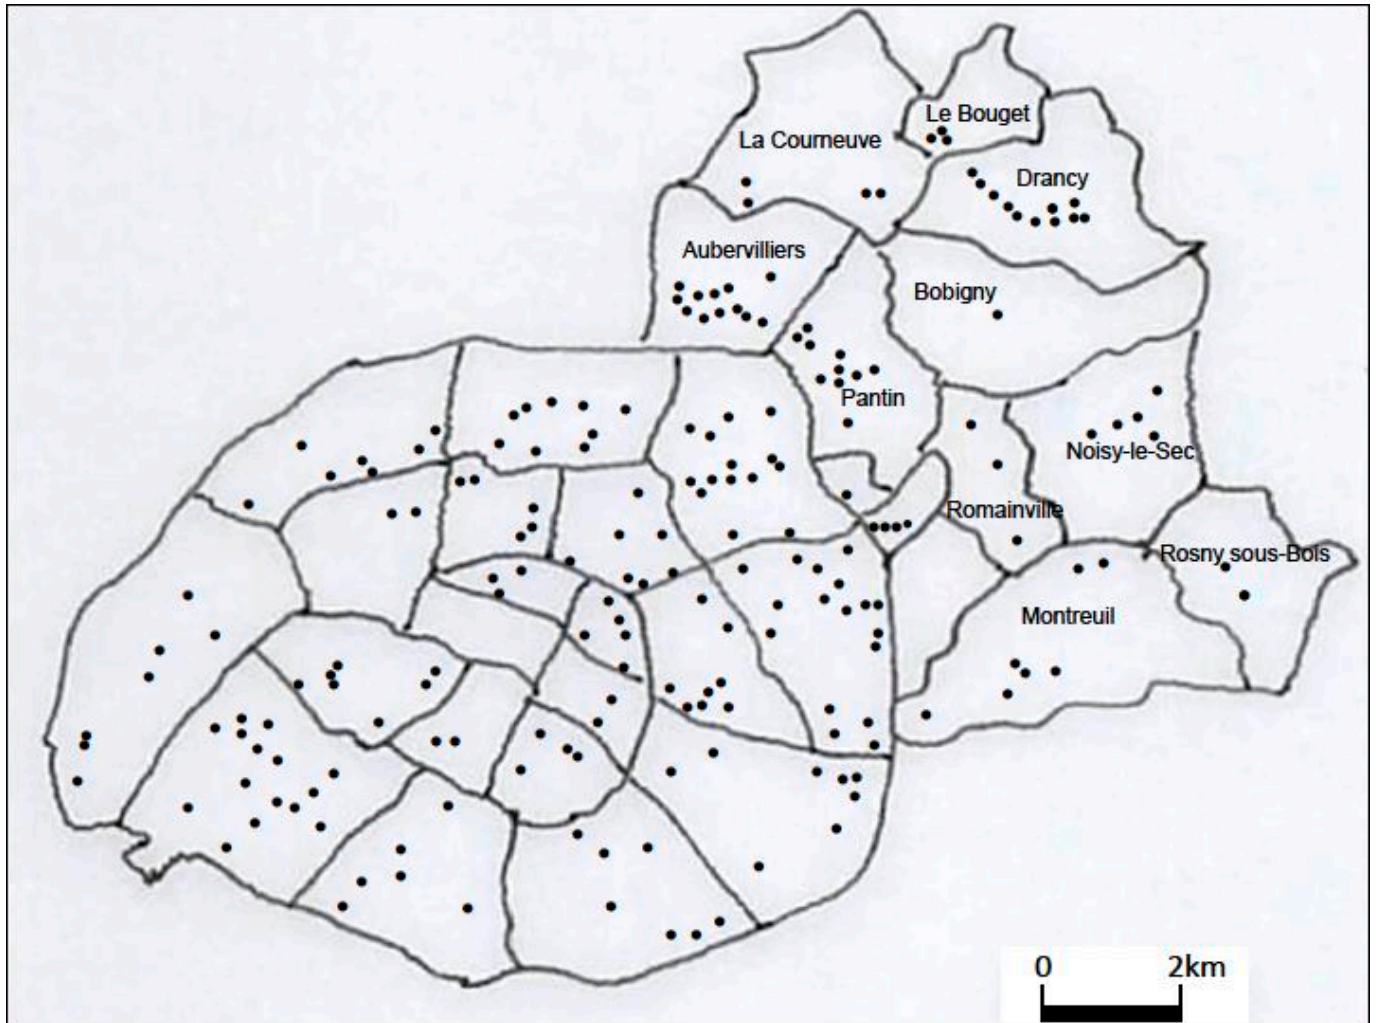 Le Bouget
La Courneuve
Drancy
Aubervilliers
Bobigny
Pantin
Noisy-le-Sec
Romainville
Rosny sous-Bois
Montreuil
0 2km